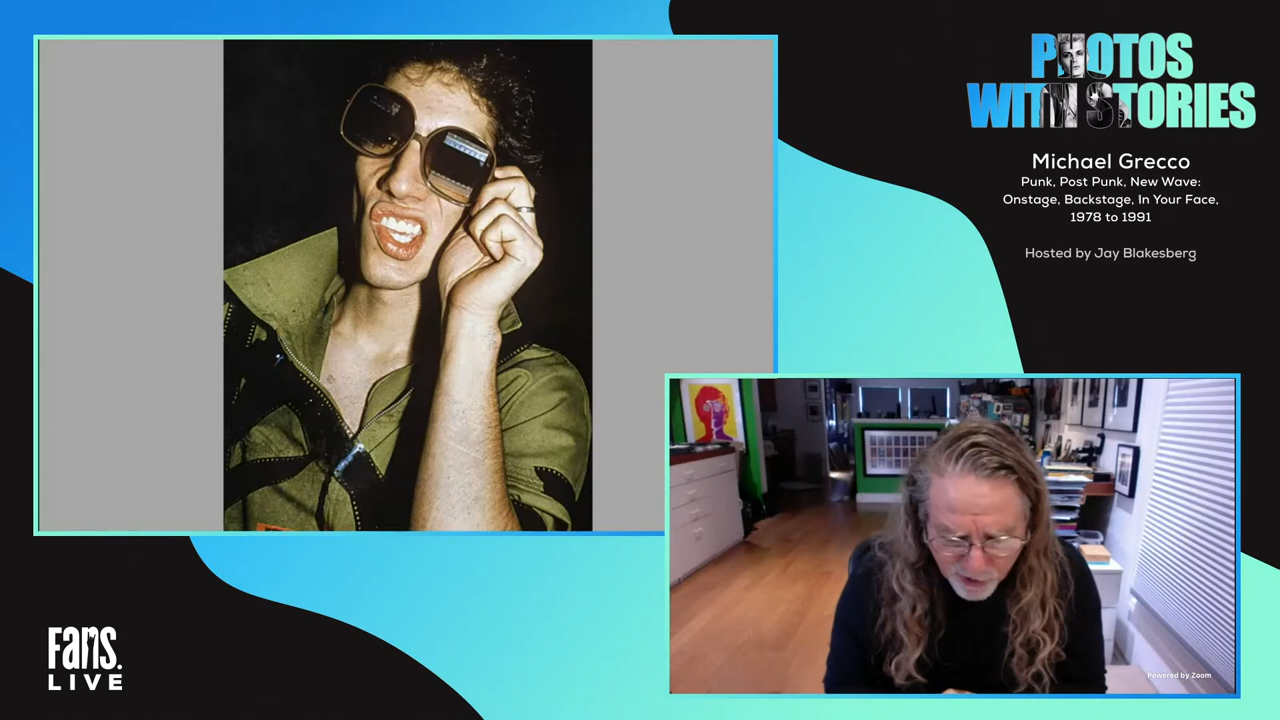 PHOTOS
WITH STORIES
Michael Grecco
Punk, Post Punk, New Wave:
Onstage, Backstage, In Your Face,
1978 to 1991
Hosted by Jay Blakesberg
Fans.
LIVE
Powered by Zoom